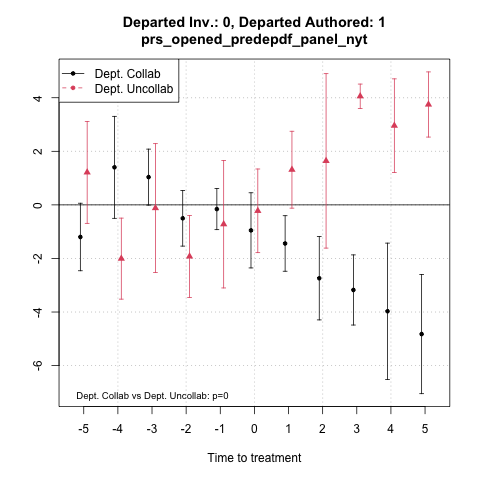 Departed Inv.: 0, Departed Authored: 1
prs_opened_predepdf_panel_nyt
Dept. Collab
Dept. Uncollab
4
2
0
-2
-4
-6
Dept. Collab vs Dept. Uncollab: p=0
-5 -4 -3 -2 -1 0 1 2 3 4 5
Time to treatment